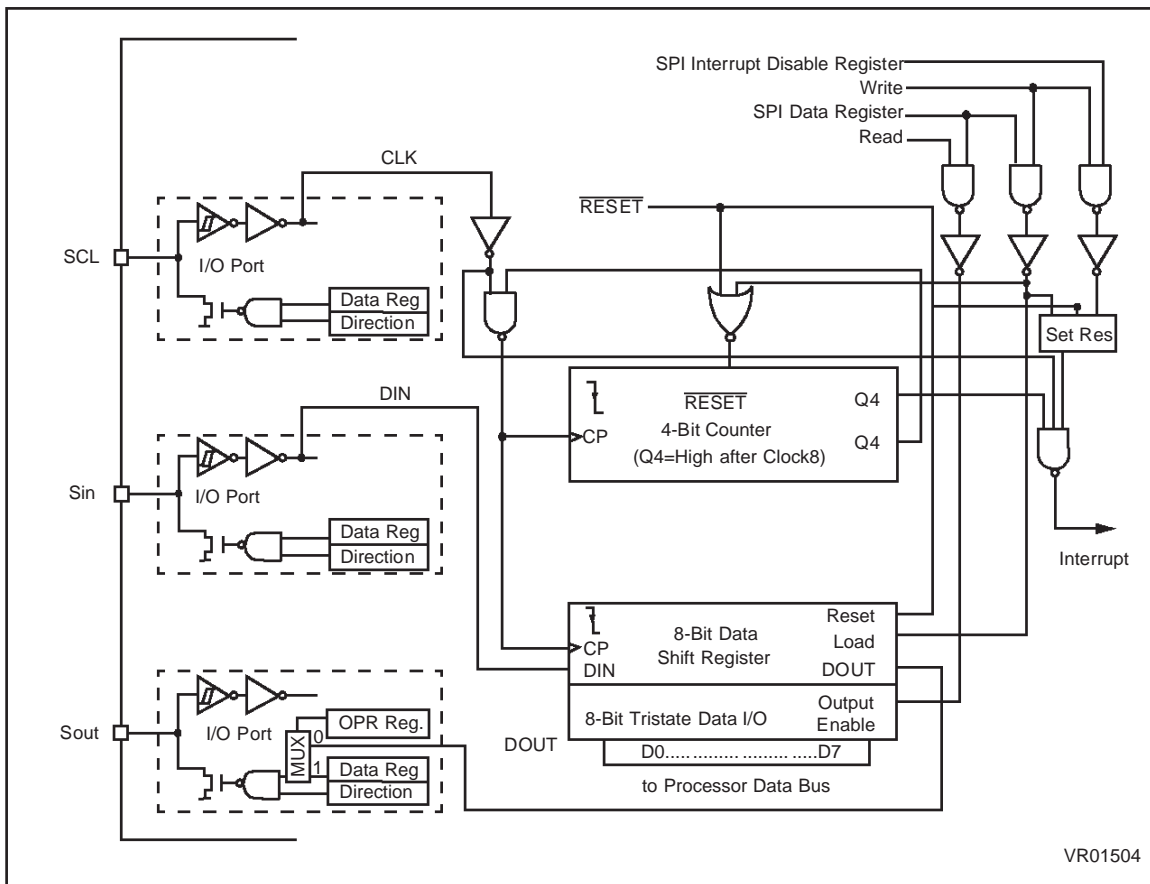 SPI Interrupt Disable Register
Write
SPI Data Register
Read
CLK
RESET
SCL
I/O Port
Data Reg
Direction
Set Res
DIN
RESET
Q4
4-Bit Counter
CP
Q4
(Q4=High after Clock8)
Sin
I/O Port
Data Reg
Direction
Interrupt
Reset
8-Bit Data
Load
CP
Shift Register
DIN
DOUT
Output
8-Bit Tristate Data I/O
Enable
Sout
I/O Port
OPR Reg.
MUX
0
1
Data Reg
Direction
DOUT
D0..... ......... ......... .....D7
to Processor Data Bus
VR01504